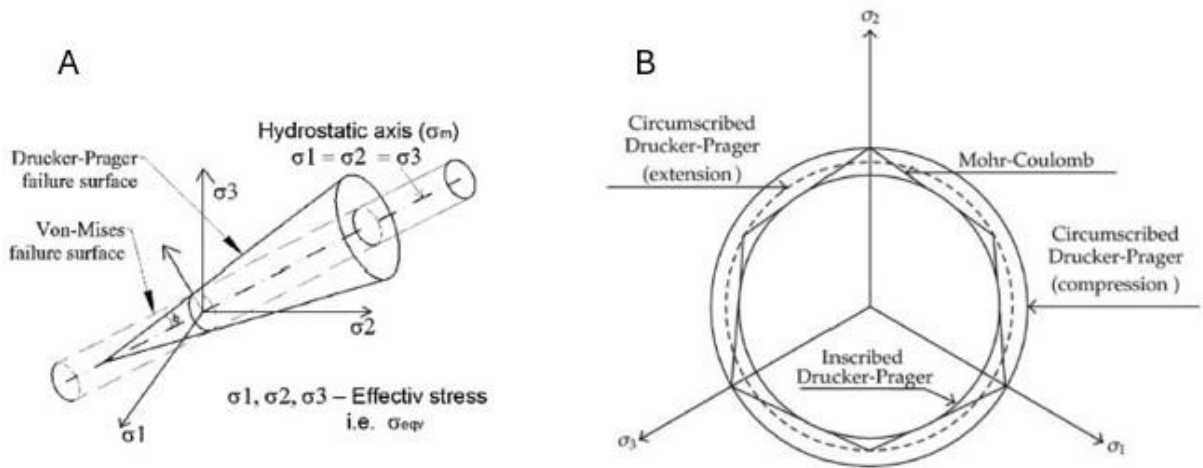 A
Hydrostatic axis (σm)
σ1 = σ2 = σ3
Drucker-Prager
failure surface
σ3
Von-Mises
failure surface
σ2
σ1
σ1, σ2, σ3 – Effectiv stress
i.e. σeqv
B
σ2
Circumscribed
Drucker-Prager
(extension )
Mohr-Coulomb
Circumscribed
Drucker-Prager
(compression )
Inscribed
Drucker-Prager
σ3
σ1